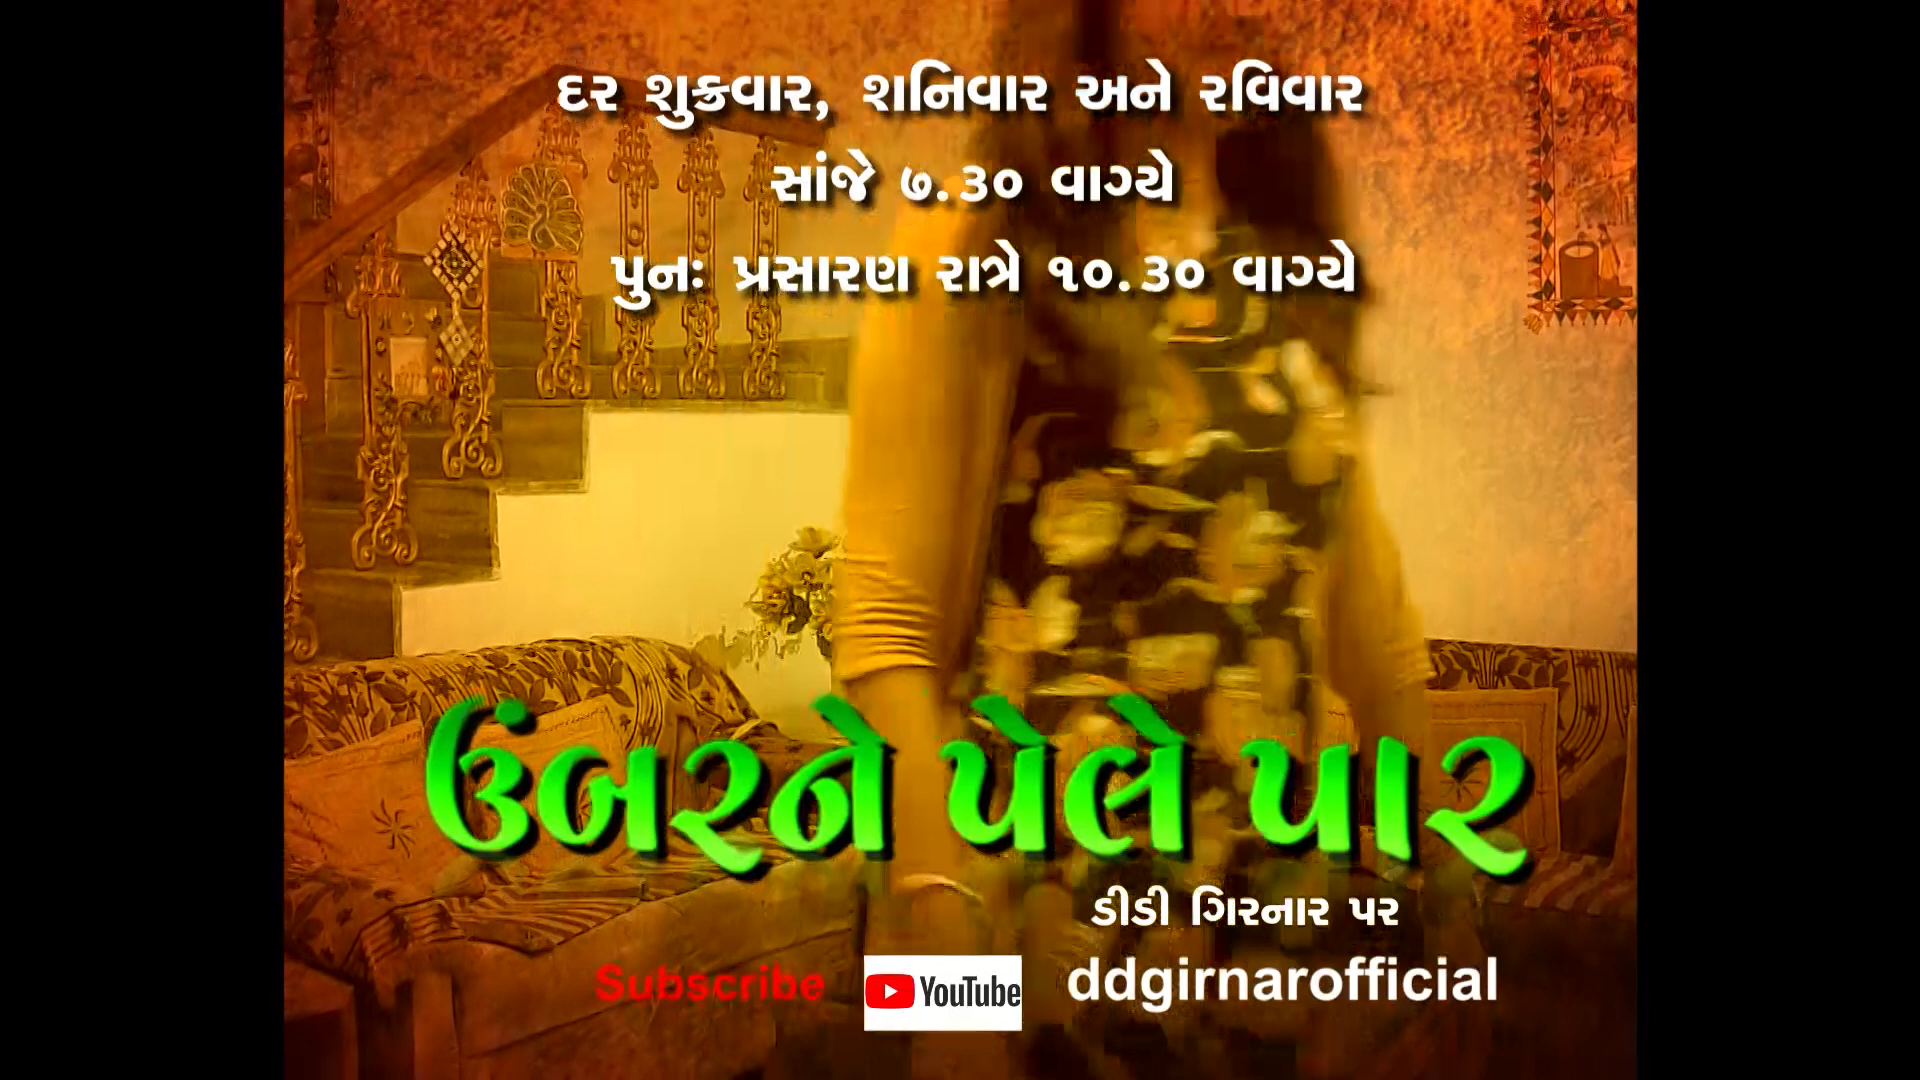 દર શુક્રવાર, શનિવાર અને રવિવાર
સાંજે ૭.૩૦ વાગ્યે
પુનઃ પ્રસારણ રાત્રે ૧૦.૩૦ વાગ્યે
ઉંબરને પેલે પાર
ડીડી ગિરનાર પર
Subscribe YouTube ddgirnarofficial